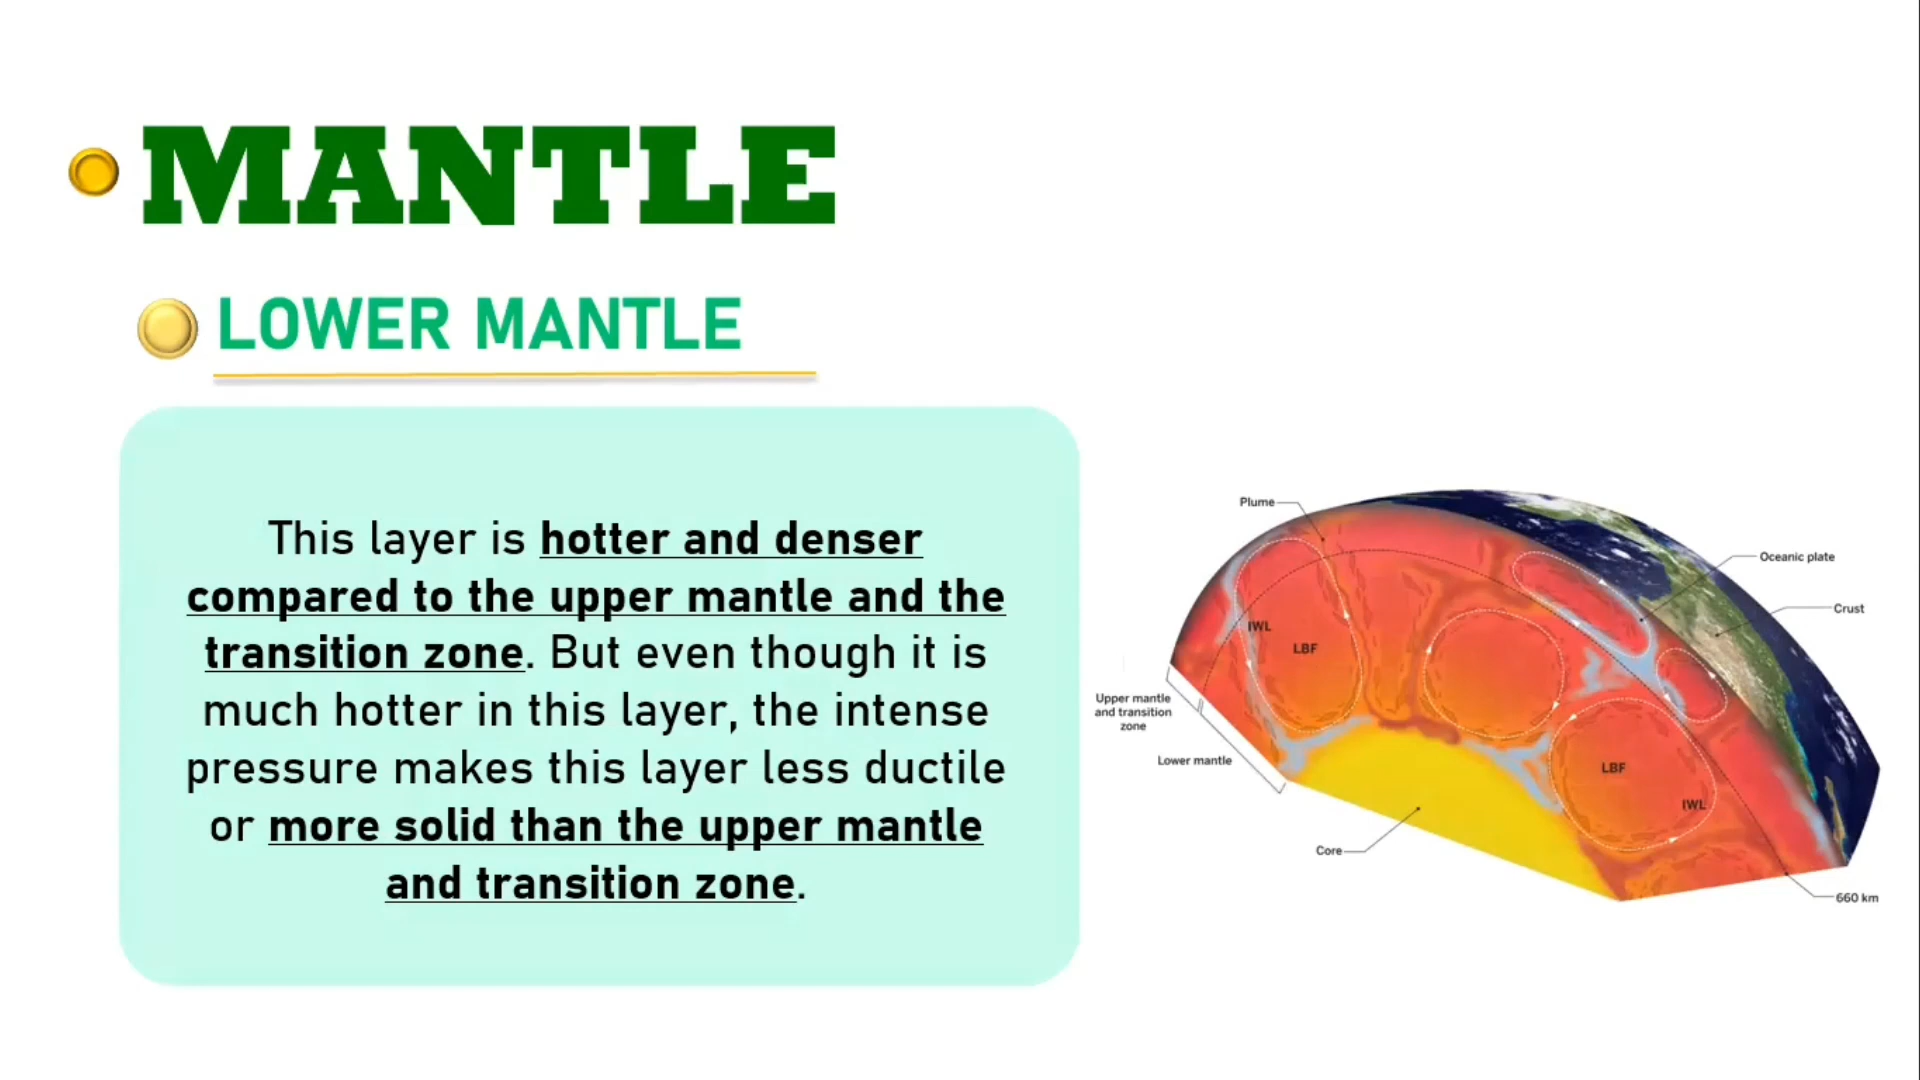 MANTLE
LOWER MANTLE
This layer is hotter and denser
compared to the upper mantle and the
transition zone. But even though it is
much hotter in this layer, the intense
pressure makes this layer less ductile
or more solid than the upper mantle
and transition zone.
Plume
Oceanic plate
Crust
IWL
LBF
Upper mantle
and transition
zone
Lower mantle
LBF
IWL
Core
660 km